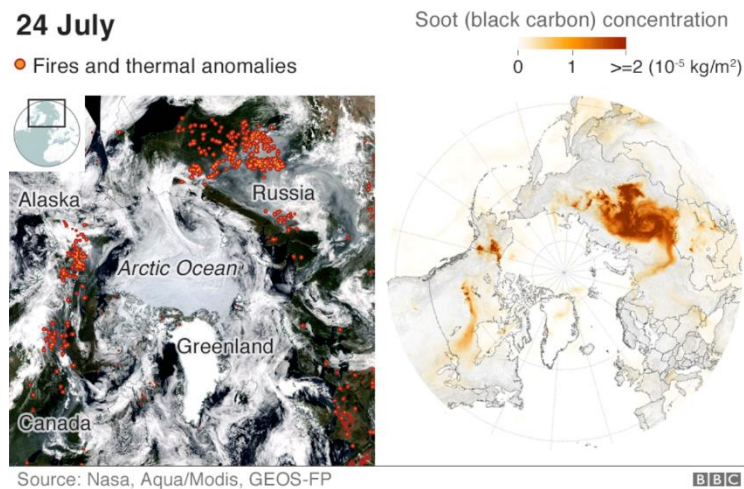 24 July
Fires and thermal anomalies
Soot (black carbon) concentration
0 1 >=2 (10⁻⁵ kg/m²)
Alaska
Russia
Arctic Ocean
Greenland
Canada
Source: Nasa, Aqua/Modis, GEOS-FP
BBC